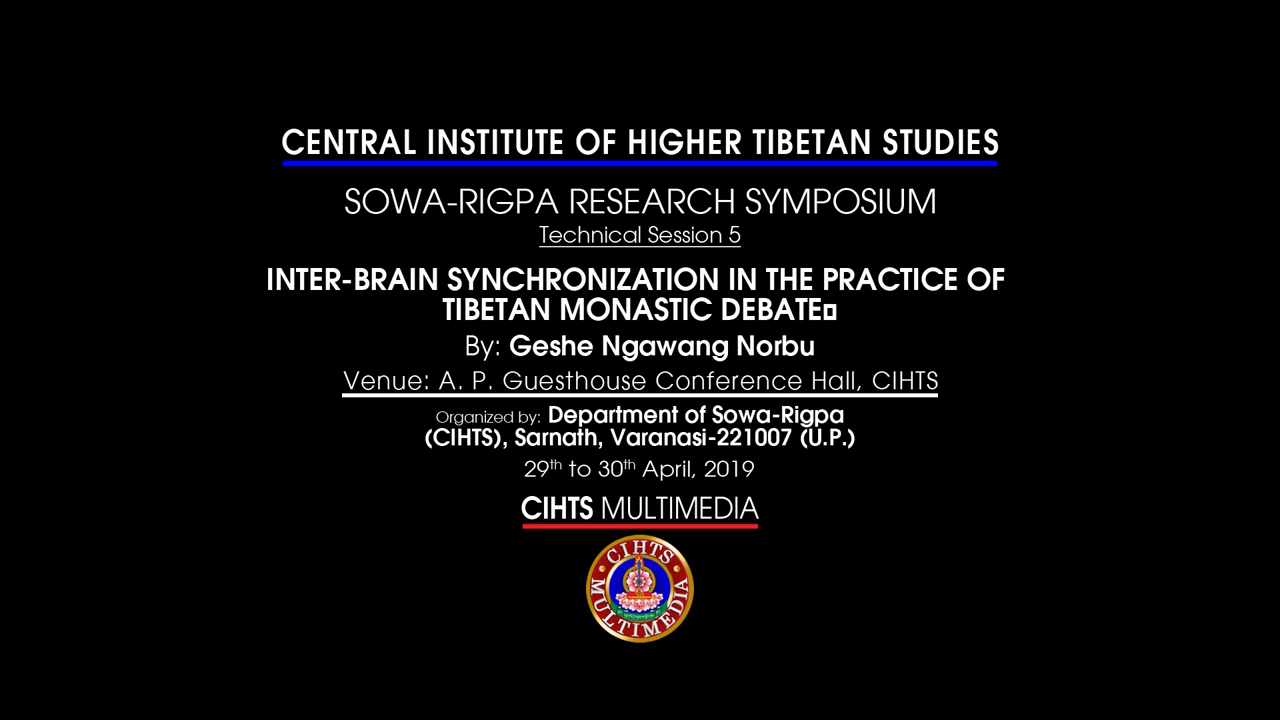 CENTRAL INSTITUTE OF HIGHER TIBETAN STUDIES
SOWA-RIGPA RESEARCH SYMPOSIUM
Technical Session 5
INTER-BRAIN SYNCHRONIZATION IN THE PRACTICE OF
TIBETAN MONASTIC DEBATE
By: Geshe Ngawang Norbu
Venue: A. P. Guesthouse Conference Hall, CIHTS
Organized by: Department of Sowa-Rigpa
(CIHTS), Sarnath, Varanasi-221007 (U.P.)
29th to 30th April, 2019
CIHTS MULTIMEDIA
CIHTS
MULTIMEDIA